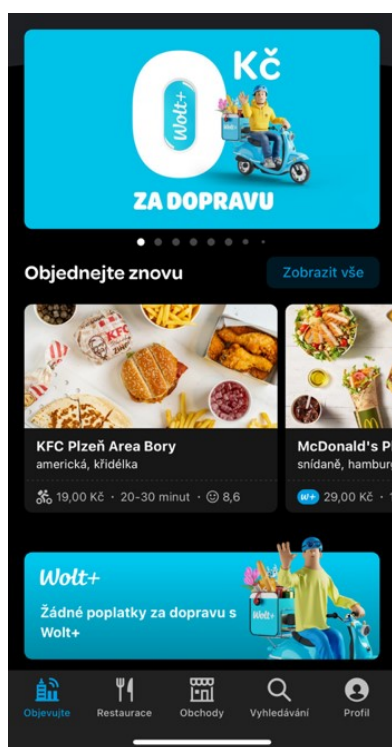 0 Kč
Wolt+
ZA DOPRAVU
Objednejte znovu
Zobrazit vše
KFC
KFC Plzeň Area Bory
americká, křidélka
19,00 Kč · 20-30 minut · 8,6
McDonald's P
snídaně, hambur
W+ 29,00 Kč · 1
Wolt+
Žádné poplatky za dopravu s
Wolt+
Wolt+
Objevujte
Restaurace
Obchody
Vyhledávání
Profil